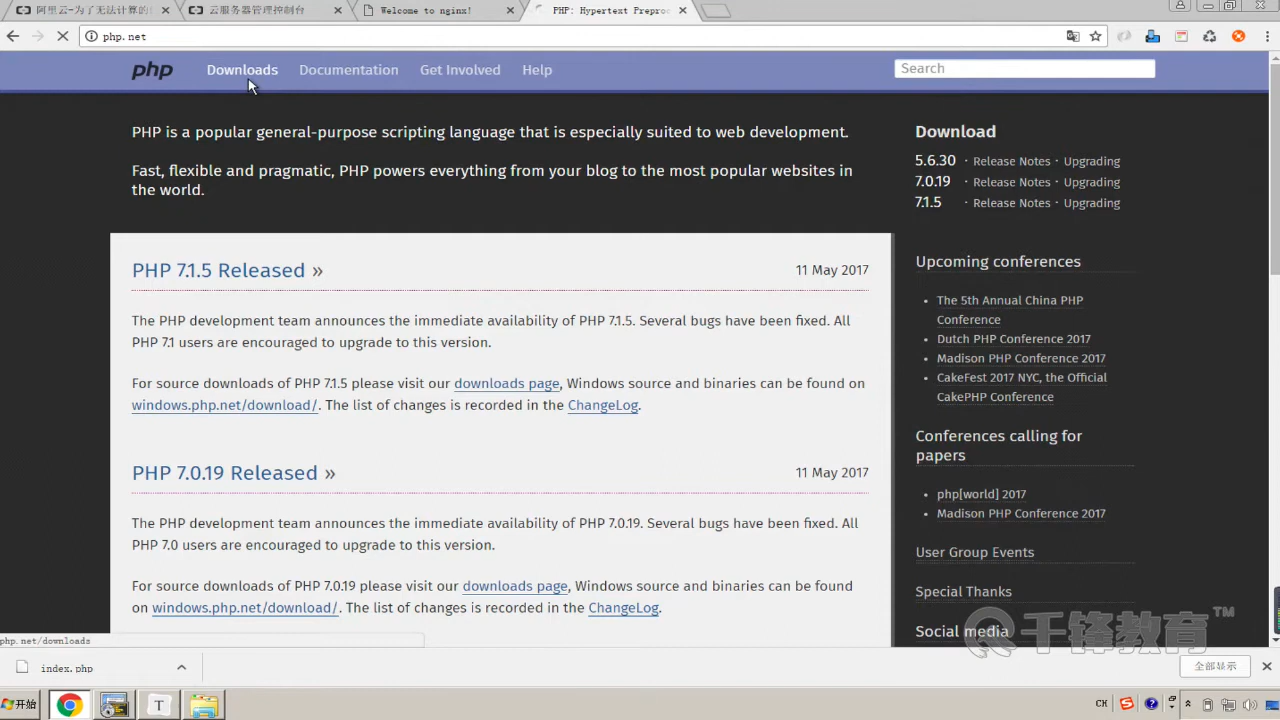 阿里云-为了无法计算的
云服务器管理控制台
Welcome to nginx!
PHP: Hypertext Preproc
php.net
php
Downloads
Documentation
Get Involved
Help
Search
PHP is a popular general-purpose scripting language that is especially suited to web development.
Fast, flexible and pragmatic, PHP powers everything from your blog to the most popular websites in
the world.
Download
5.6.30 · Release Notes · Upgrading
7.0.19 · Release Notes · Upgrading
7.1.5 · Release Notes · Upgrading
PHP 7.1.5 Released »
11 May 2017
The PHP development team announces the immediate availability of PHP 7.1.5. Several bugs have been fixed. All
PHP 7.1 users are encouraged to upgrade to this version.
For source downloads of PHP 7.1.5 please visit our downloads page, Windows source and binaries can be found on
windows.php.net/download/. The list of changes is recorded in the ChangeLog.
PHP 7.0.19 Released »
11 May 2017
The PHP development team announces the immediate availability of PHP 7.0.19. Several bugs have been fixed. All
PHP 7.0 users are encouraged to upgrade to this version.
For source downloads of PHP 7.0.19 please visit our downloads page, Windows source and binaries can be found
on windows.php.net/download/. The list of changes is recorded in the ChangeLog.
Upcoming conferences
The 5th Annual China PHP
Conference
Dutch PHP Conference 2017
Madison PHP Conference 2017
CakeFest 2017 NYC, the Official
CakePHP Conference
Conferences calling for
papers
php[world] 2017
Madison PHP Conference 2017
User Group Events
Special Thanks
Social media
千锋教育™
php.net/downloads
index.php
全部显示
开始
T
CH